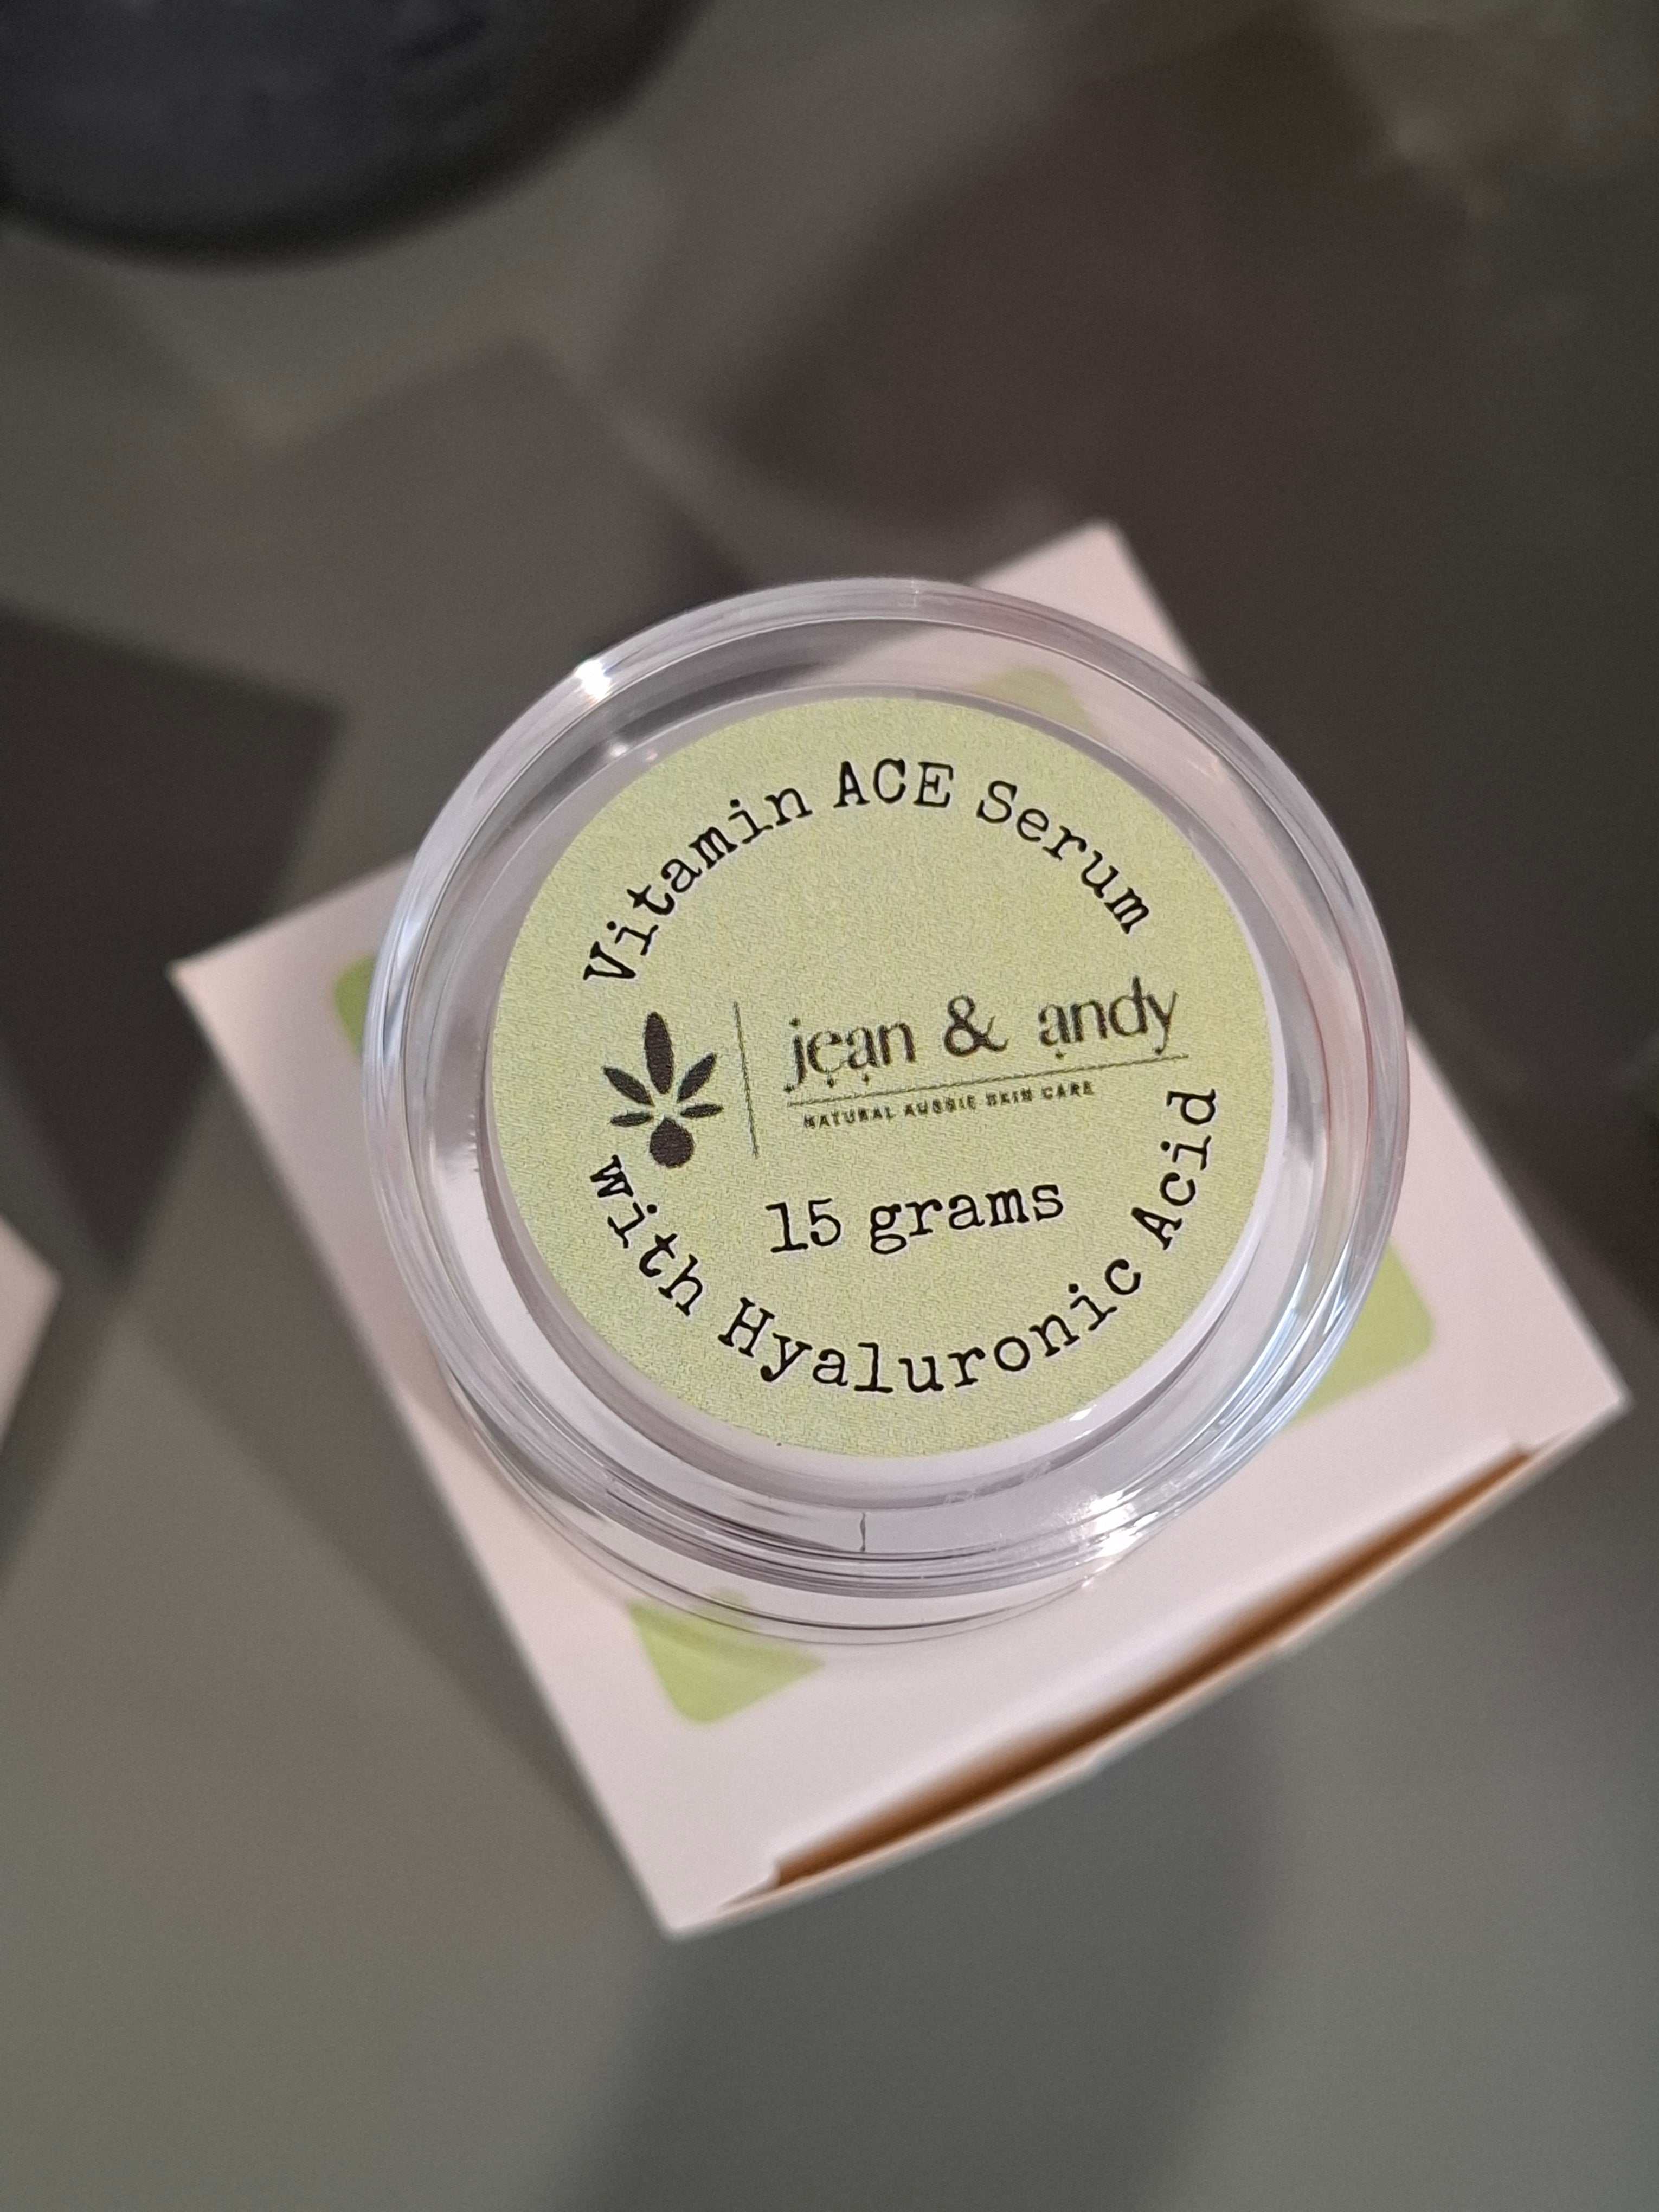 Vitamin ACE Serum
jean & andy
NATURAL AUSSIE SKIN CARE
15 grams
with Hyaluronic Acid